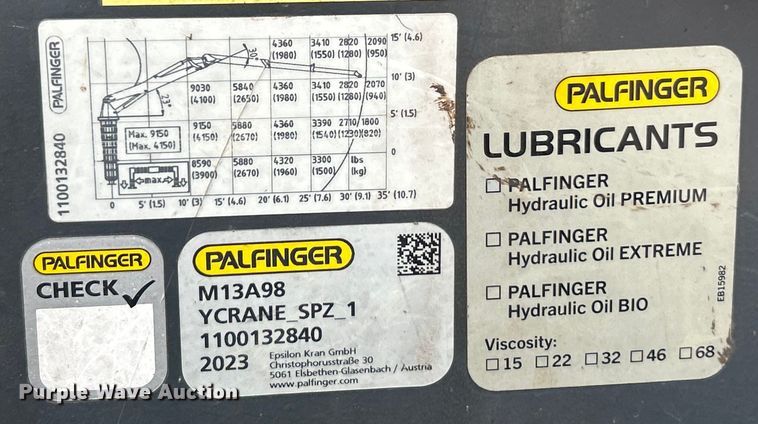 PALFINGER
1100132840
4360 3410 2820 2090
(1980) (1550) (1280) (950)
15' (4.6)
30°
23°
9030 5840 4360 3410 2820 2070
(4100) (2650) (1980) (1550) (1280) (940)
10' (3)
5' (1.5)
Max. 9150
(Max. 4150)
9150 5880 4360 3390 2710 1800
(4150) (2670) (1980) (1540) (1230) (820)
0
max.
8590 5880 4320 3300 lbs
(3900) (2670) (1960) (1500) (kg)
0 5' (1.5) 10' (3) 15' (4.6) 20' (6.1) 25' (7.6) 30' (9.1) 35' (10.7)
PALFINGER
CHECK
PALFINGER
M13A98
YCRANE_SPZ_1
1100132840
2023
Epsilon Kran GmbH
Christophorusstraße 30
5061 Elsbethen-Glasenbach / Austria
www.palfinger.com
PALFINGER
LUBRICANTS
PALFINGER
Hydraulic Oil PREMIUM
PALFINGER
Hydraulic Oil EXTREME
PALFINGER
Hydraulic Oil BIO
Viscosity:
15 22 32 46 68
EB15982
Purple Wave Auction